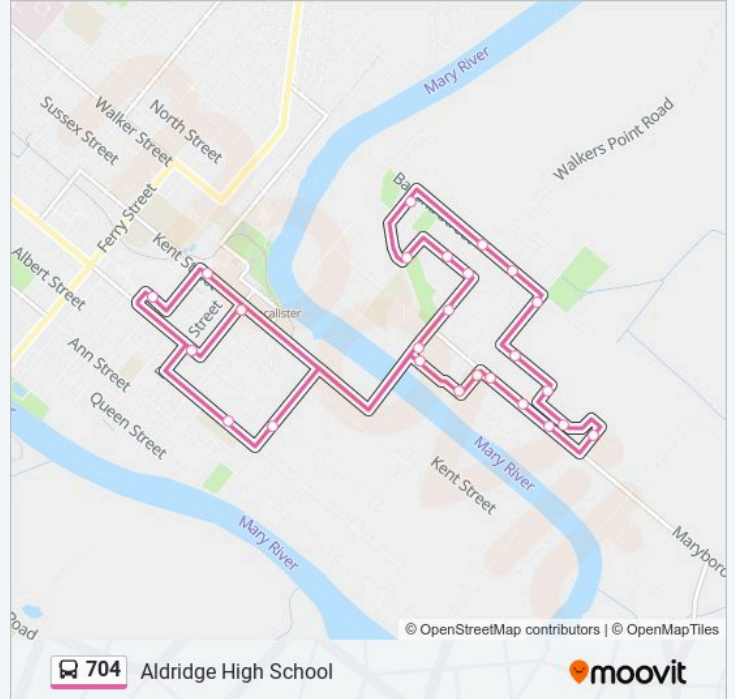 Mary River
North Street
Walker Street
Sussex Street
Walkers Point Road
Ferry Street
Kent Street
Albert Street
Street
calister
Ann Street
Queen Street
Mary River
Kent Street
Mary River
Road
© OpenStreetMap contributors | © OpenMapTiles
704 Aldridge High School
moovit